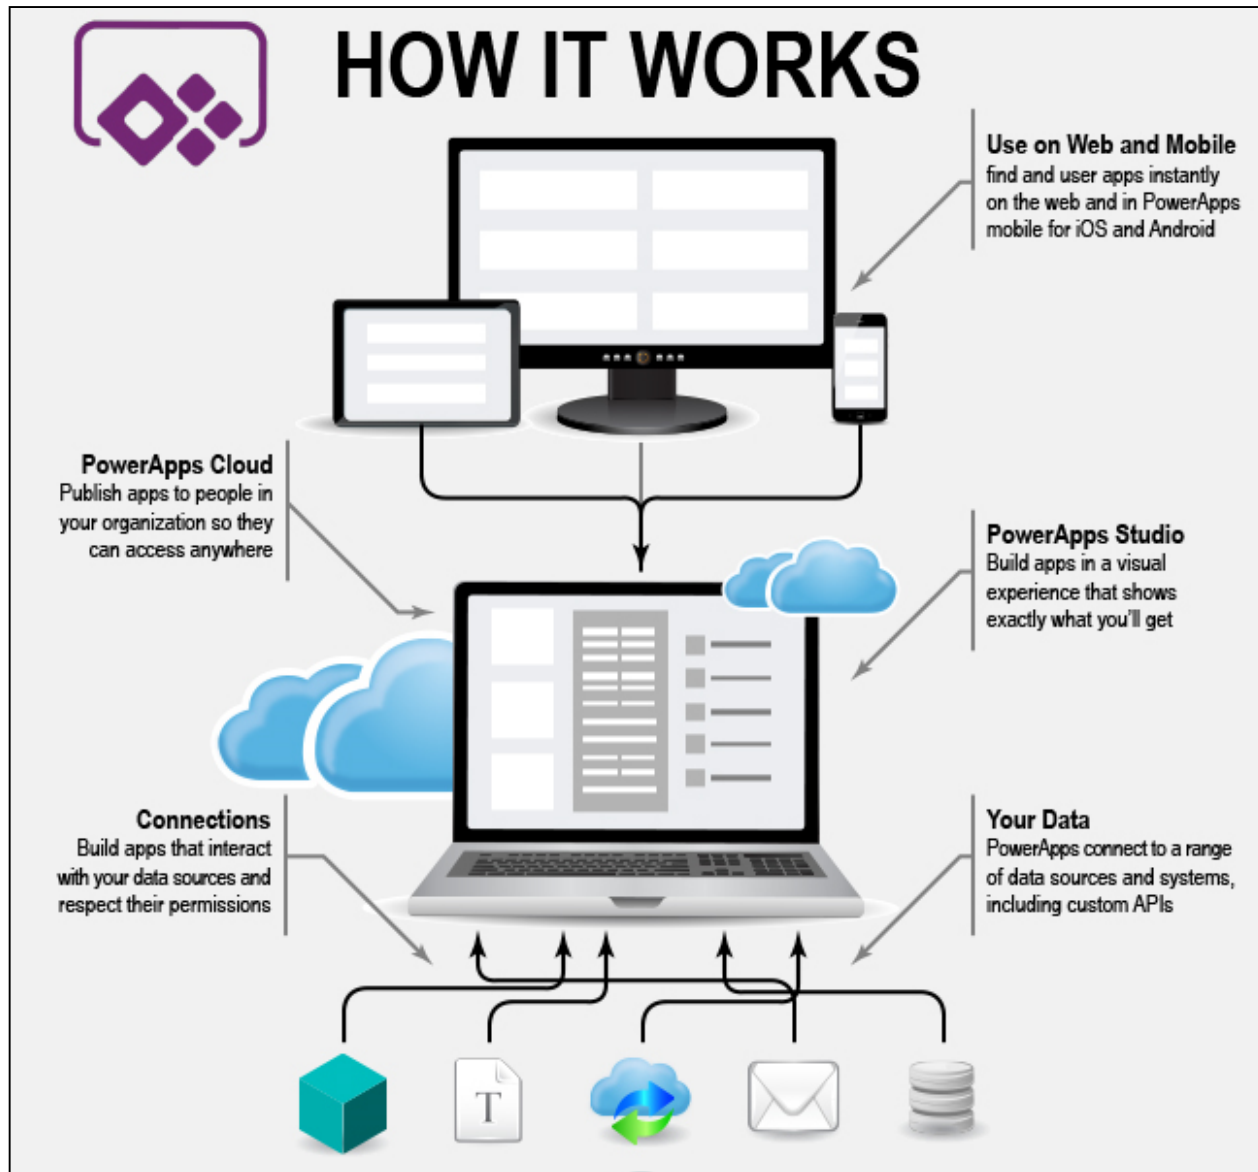 HOW IT WORKS
Use on Web and Mobile
find and user apps instantly
on the web and in PowerApps
mobile for iOS and Android
PowerApps Cloud
Publish apps to people in
your organization so they
can access anywhere
PowerApps Studio
Build apps in a visual
experience that shows
exactly what you'll get
Connections
Build apps that interact
with your data sources and
respect their permissions
Your Data
PowerApps connect to a range
of data sources and systems,
including custom APIs
T